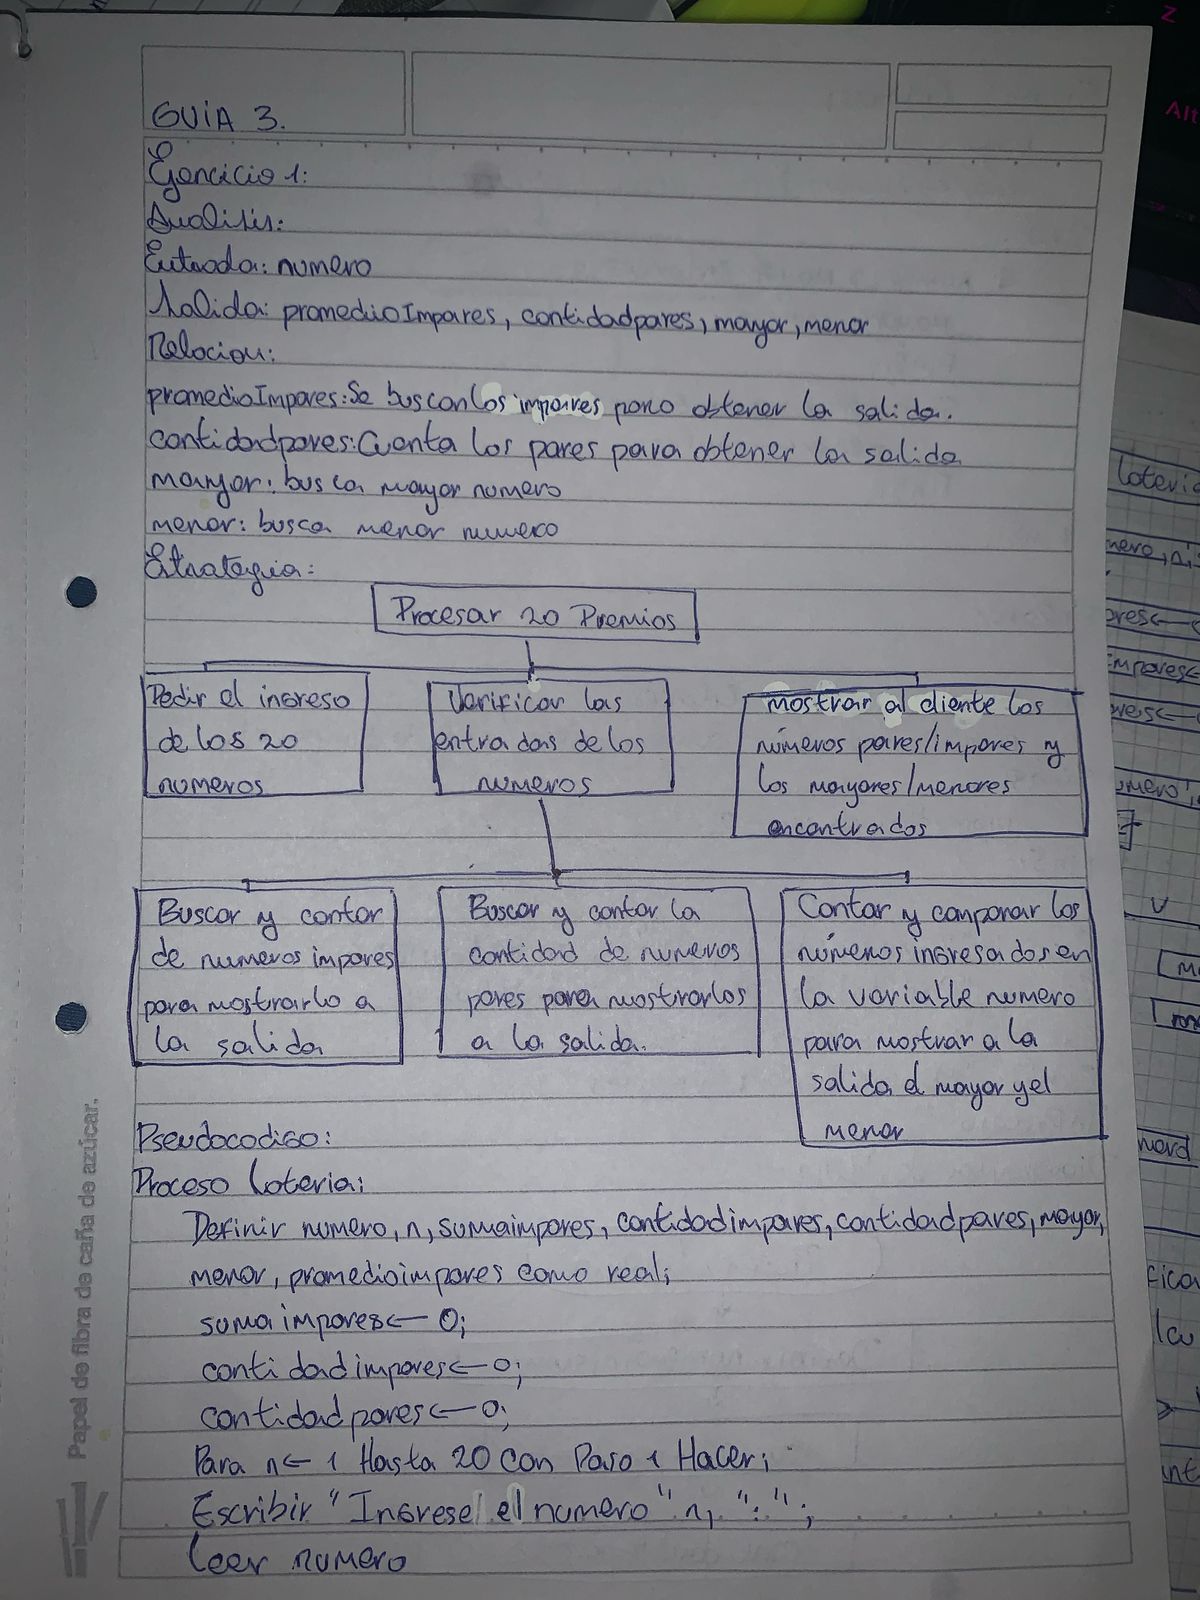 GUIA 3.
Ejercicio 1:
Analisis:
Entrada: numero
Salida: promedioImpares, cantidadpares, mayor, menor
Relacion:
promedioImpares: Se buscan los impares para obtener la salida.
cantidadpares: Cuenta los pares para obtener la salida
mayor: busca mayor numero
menor: busca menor numero
Estrategia:
Procesar 20 Premios
Pedir el ingreso
de los 20
numeros
Verificar las
entradas de los
numeros
mostrar al cliente los
números pares/impares y
los mayores/menores
encontrados
Buscar y contar
de numeros impares
para mostrarlo a
la salida
Buscar y contar la
cantidad de numeros
pares para mostrarlos
a la salida.
Contar y comparar los
números ingresados en
la variable numero
para mostrar a la
salida el mayor y el
menor
Pseudocodigo:
Proceso loteria;
Definir numero, n, sumaimpares, cantidadimpares, cantidadpares, mayor,
menor, promedioimpares como real;
suma impares ← 0;
cantidadimpares ← 0;
cantidadpares ← 0;
Para n ← 1 Hasta 20 Con Paso 1 Hacer;
Escribir "Ingrese el numero" n, ":";
Leer numero
Papel de fibra de caña de azúcar.
loteria
Alt
Z